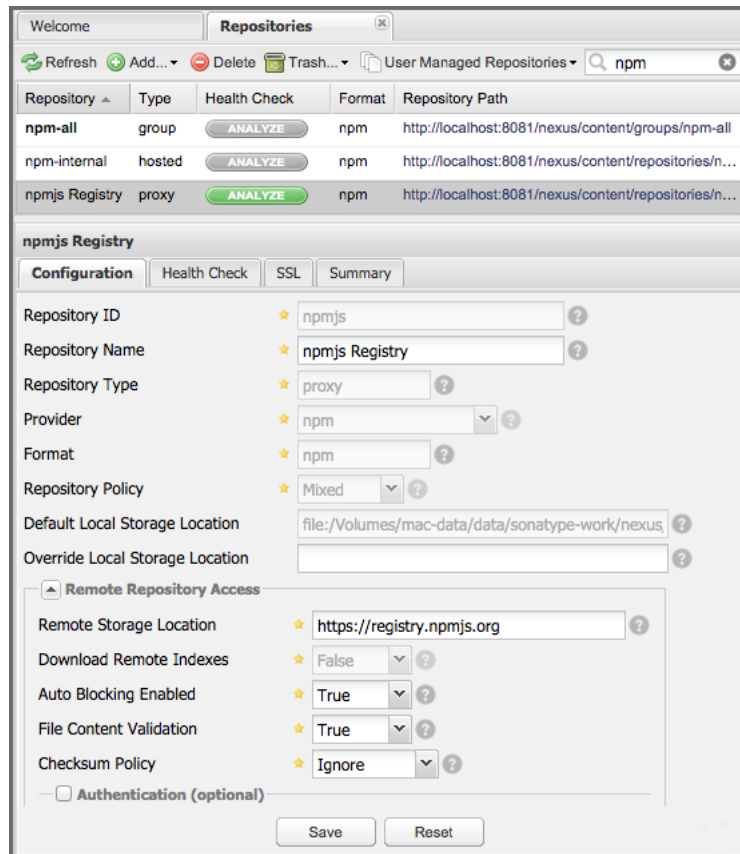 Welcome Repositories
Refresh Add... Delete Trash... User Managed Repositories npm
Repository Type Health Check Format Repository Path
npm-all group ANALYZE npm http://localhost:8081/nexus/content/groups/npm-all
npm-internal hosted ANALYZE npm http://localhost:8081/nexus/content/repositories/n...
npmjs Registry proxy ANALYZE npm http://localhost:8081/nexus/content/repositories/n...
npmjs Registry
Configuration Health Check SSL Summary
Repository ID npmjs ?
Repository Name npmjs Registry ?
Repository Type proxy ?
Provider npm ?
Format npm ?
Repository Policy Mixed ?
Default Local Storage Location file:/Volumes/mac-data/data/sonatype-work/nexus ?
Override Local Storage Location ?
Remote Repository Access
Remote Storage Location https://registry.npmjs.org ?
Download Remote Indexes False ?
Auto Blocking Enabled True ?
File Content Validation True ?
Checksum Policy Ignore ?
Authentication (optional)
Save Reset